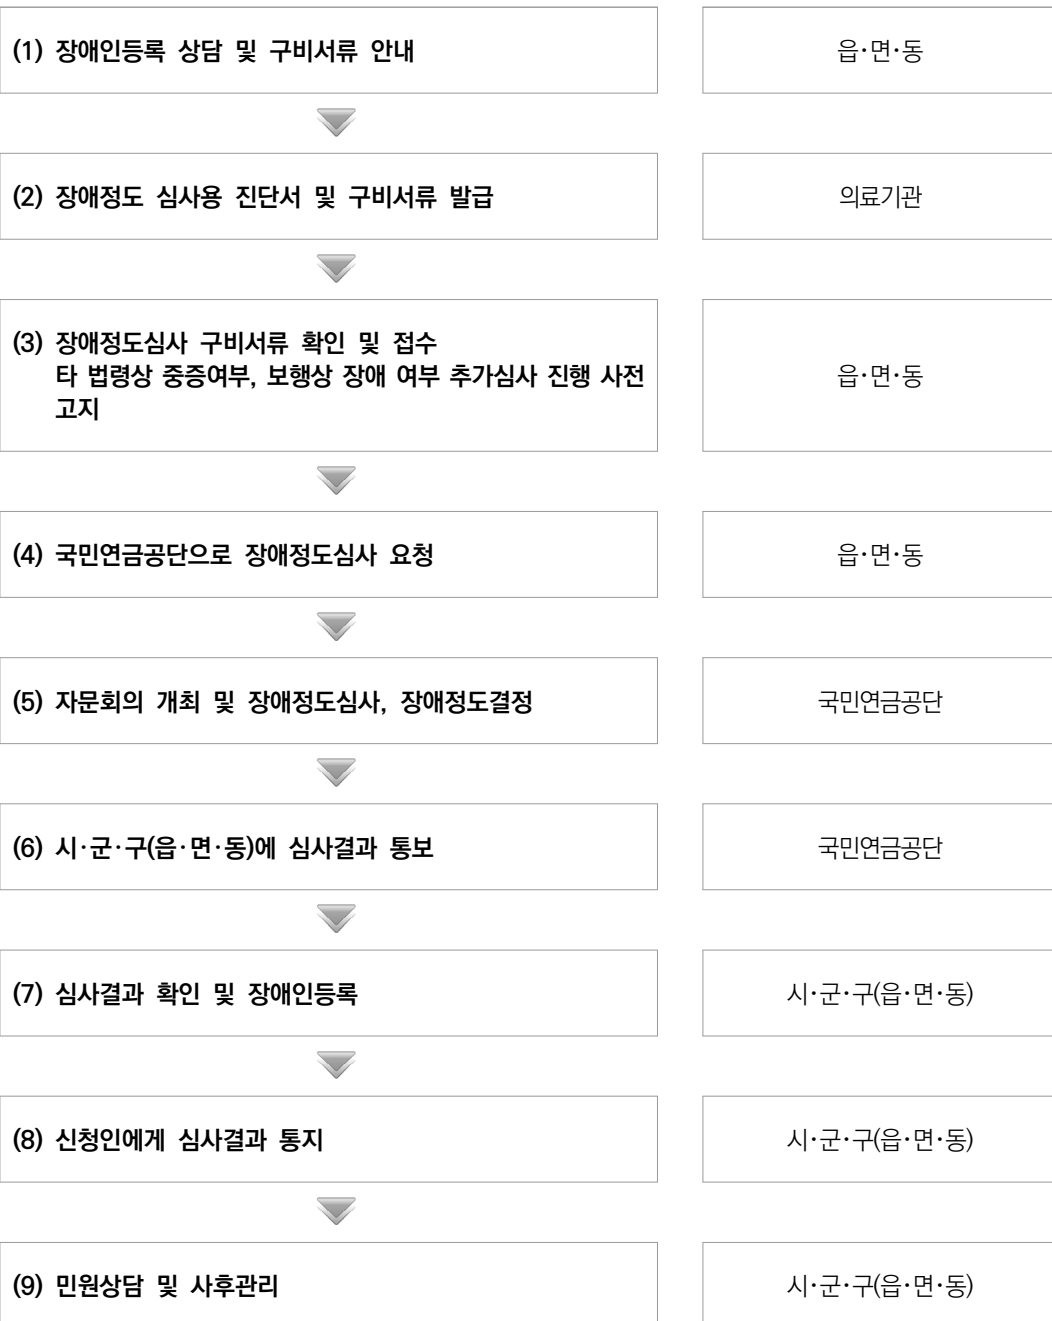 (1) 장애인등록 상담 및 구비서류 안내
읍·면·동
(2) 장애정도 심사용 진단서 및 구비서류 발급
의료기관
(3) 장애정도심사 구비서류 확인 및 접수
타 법령상 중증여부, 보행상 장애 여부 추가심사 진행 사전
고지
읍·면·동
(4) 국민연금공단으로 장애정도심사 요청
읍·면·동
(5) 자문회의 개최 및 장애정도심사, 장애정도결정
국민연금공단
(6) 시·군·구(읍·면·동)에 심사결과 통보
국민연금공단
(7) 심사결과 확인 및 장애인등록
시·군·구(읍·면·동)
(8) 신청인에게 심사결과 통지
시·군·구(읍·면·동)
(9) 민원상담 및 사후관리
시·군·구(읍·면·동)